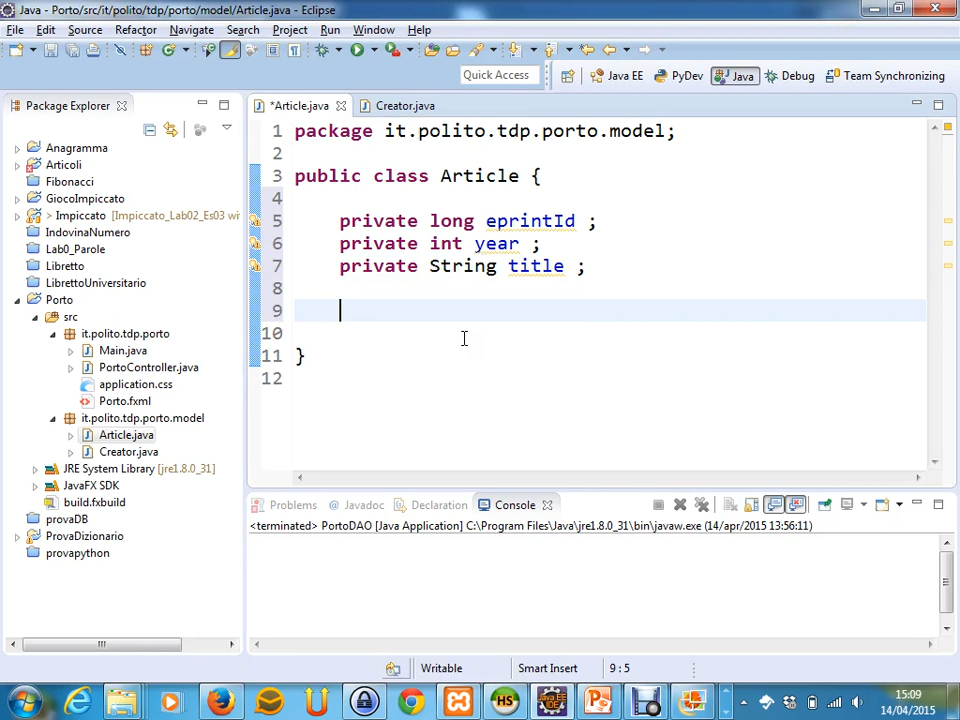 Java - Porto/src/it/polito/tdp/porto/model/Article.java - Eclipse
File Edit Source Refactor Navigate Search Project Run Window Help
Quick Access Java EE PyDev Java Debug Team Synchronizing
Package Explorer
*Article.java Creator.java
Anagramma
Articoli
Fibonacci
GiocoImpiccato
> Impiccato [Impiccato_Lab02_Es03 wi
IndovinaNumero
Lab0_Parole
Libretto
LibrettoUniversitario
Porto
src
it.polito.tdp.porto
Main.java
PortoController.java
application.css
Porto.fxml
it.polito.tdp.porto.model
Article.java
Creator.java
JRE System Library [jre1.8.0_31]
JavaFX SDK
build.fxbuild
provaDB
ProvaDizionario
provapython
1 package it.polito.tdp.porto.model;
2
3 public class Article {
4
5 private long eprintId ;
6 private int year ;
7 private String title ;
8
9
10
11 }
12
Problems @ Javadoc Declaration Console
<terminated> PortoDAO [Java Application] C:\Program Files\Java\jre1.8.0_31\bin\javaw.exe (14/apr/2015 13:56:11)
Writable Smart Insert 9 : 5
HS
Java EE
IDE
15:09
14/04/2015